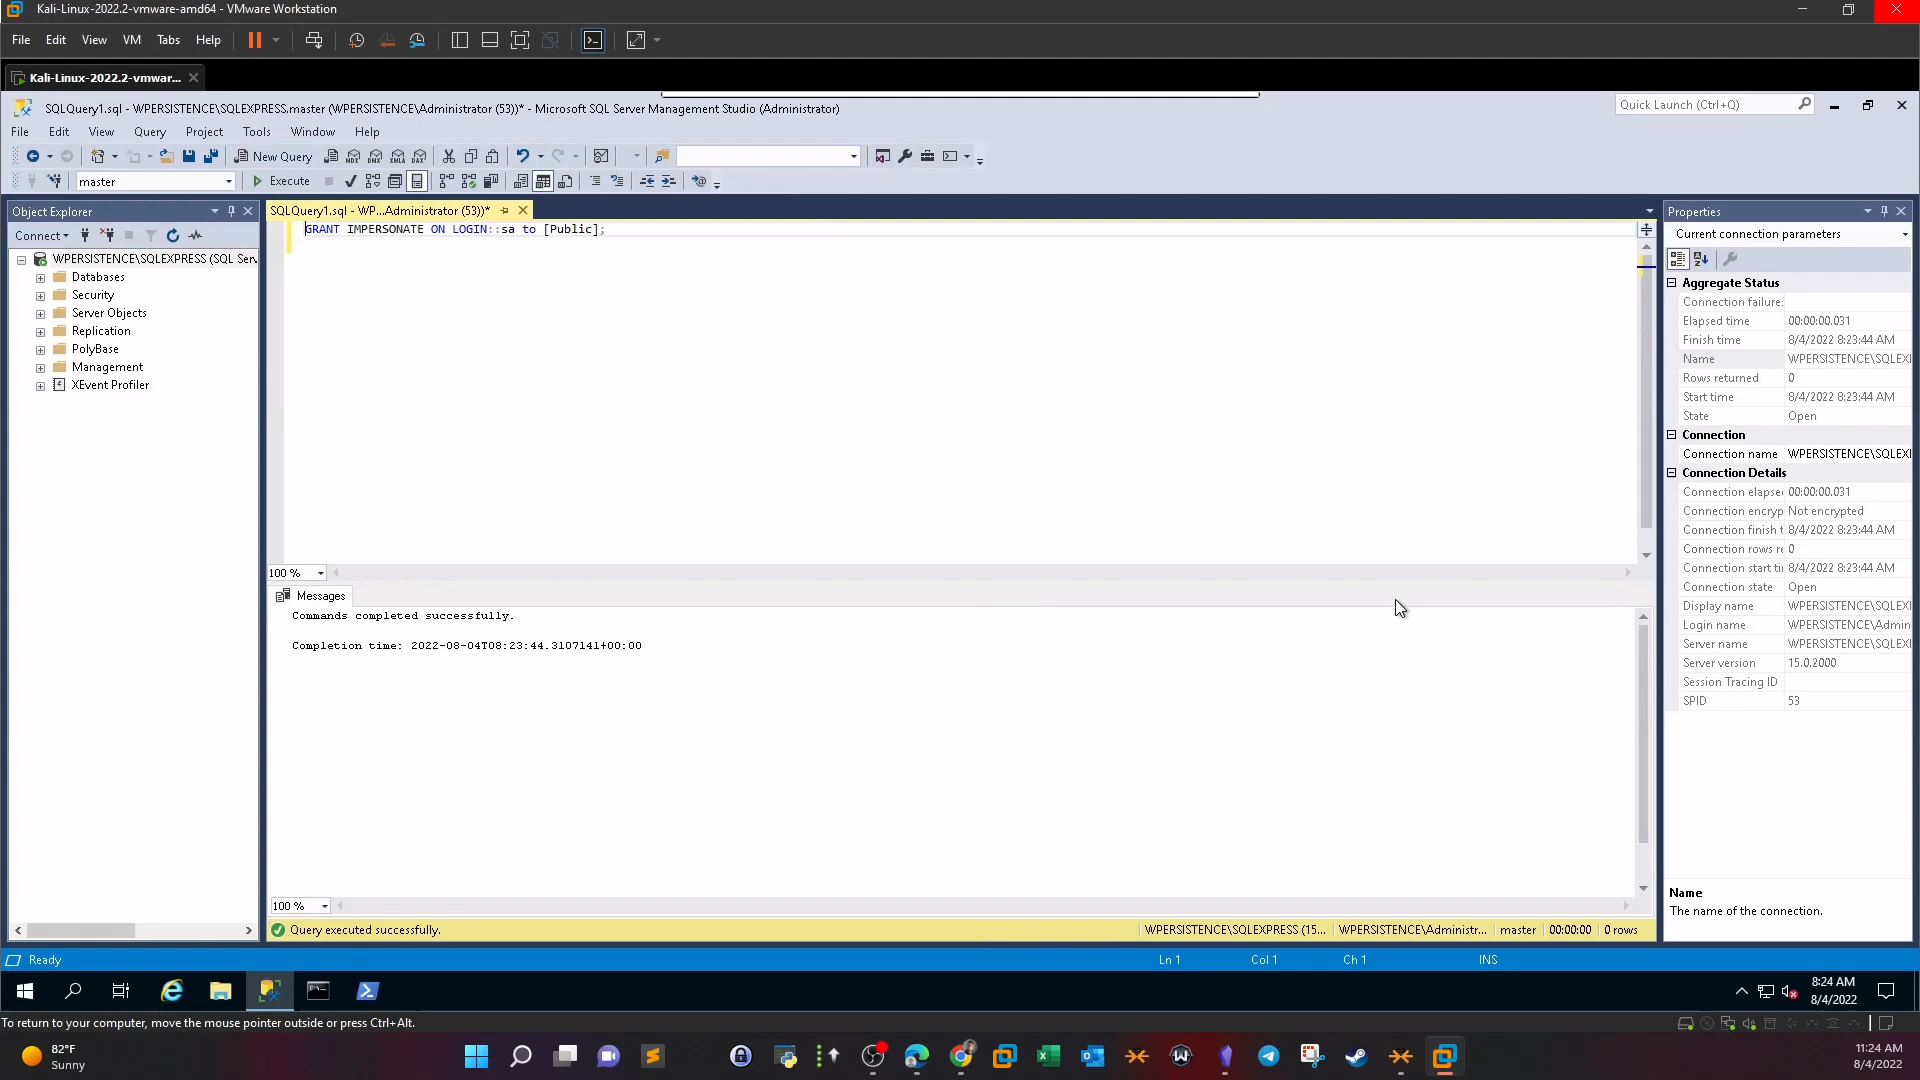 Kali-Linux-2022.2-vmware-amd64 - VMware Workstation
File Edit View VM Tabs Help
Kali-Linux-2022.2-vmwar...
SQLQuery1.sql - WPERSISTENCE\SQLEXPRESS.master (WPERSISTENCE\Administrator (53))* - Microsoft SQL Server Management Studio (Administrator)
Quick Launch (Ctrl+Q)
File Edit View Query Project Tools Window Help
New Query
master Execute
Object Explorer
SQLQuery1.sql - WP...Administrator (53))*
Properties
Connect
GRANT IMPERSONATE ON LOGIN::sa to [Public];
Current connection parameters
WPERSISTENCE\SQLEXPRESS (SQL Ser
Databases
Security
Server Objects
Replication
PolyBase
Management
XEvent Profiler
Aggregate Status
Connection failure:
Elapsed time 00:00:00.031
Finish time 8/4/2022 8:23:44 AM
Name WPERSISTENCE\SQLEX
Rows returned 0
Start time 8/4/2022 8:23:44 AM
State Open
Connection
Connection name WPERSISTENCE\SQLEX
Connection Details
Connection elapse 00:00:00.031
Connection encryp Not encrypted
Connection finish t 8/4/2022 8:23:44 AM
Connection rows re 0
Connection start ti 8/4/2022 8:23:44 AM
Connection state Open
Display name WPERSISTENCE\SQLEX
Login name WPERSISTENCE\Admin
Server name WPERSISTENCE\SQLEX
Server version 15.0.2000
Session Tracing ID
SPID 53
100 %
Messages
Commands completed successfully.
Completion time: 2022-08-04T08:23:44.3107141+00:00
100 %
Name
The name of the connection.
Query executed successfully. WPERSISTENCE\SQLEXPRESS (15... WPERSISTENCE\Administr... master 00:00:00 0 rows
Ready Ln 1 Col 1 Ch 1 INS
8:24 AM
8/4/2022
To return to your computer, move the mouse pointer outside or press Ctrl+Alt.
82°F
Sunny
11:24 AM
8/4/2022